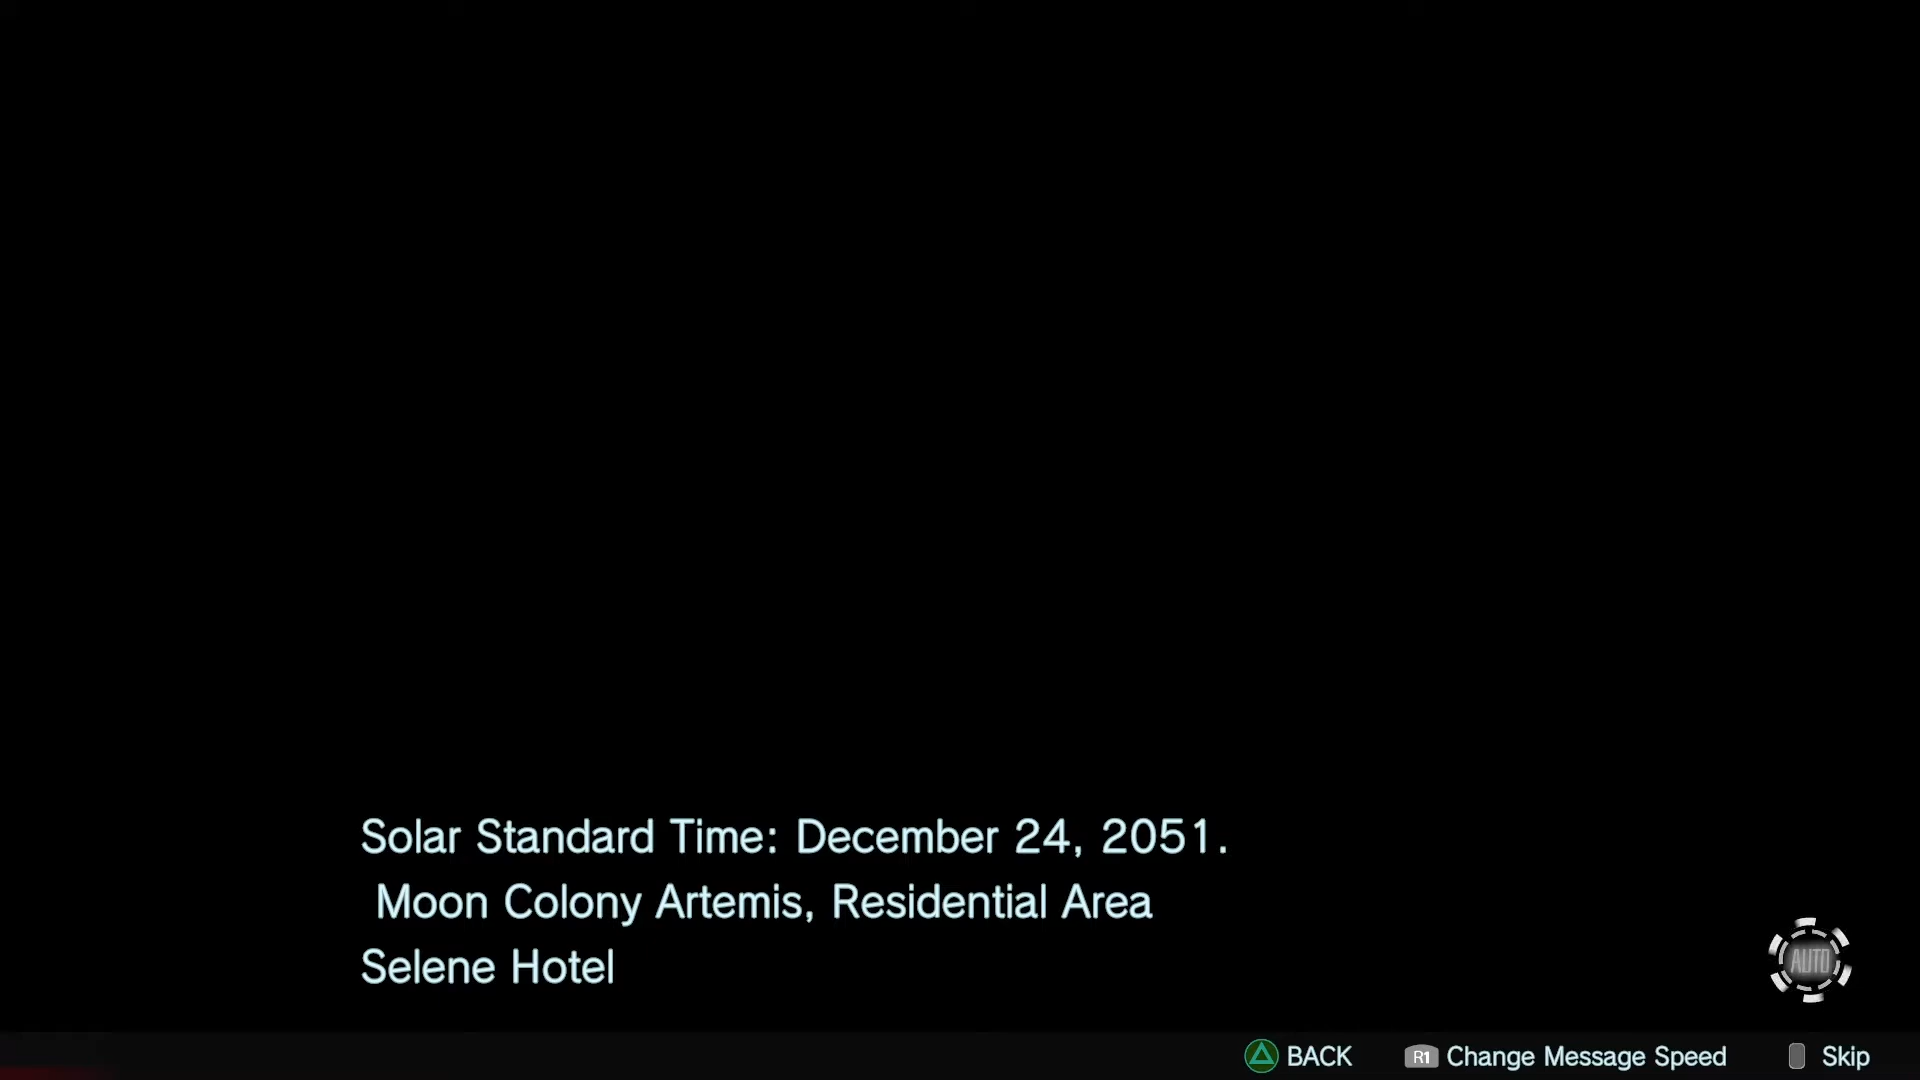 Solar Standard Time: December 24, 2051.
Moon Colony Artemis, Residential Area
Selene Hotel
AUTO
BACK R1 Change Message Speed Skip